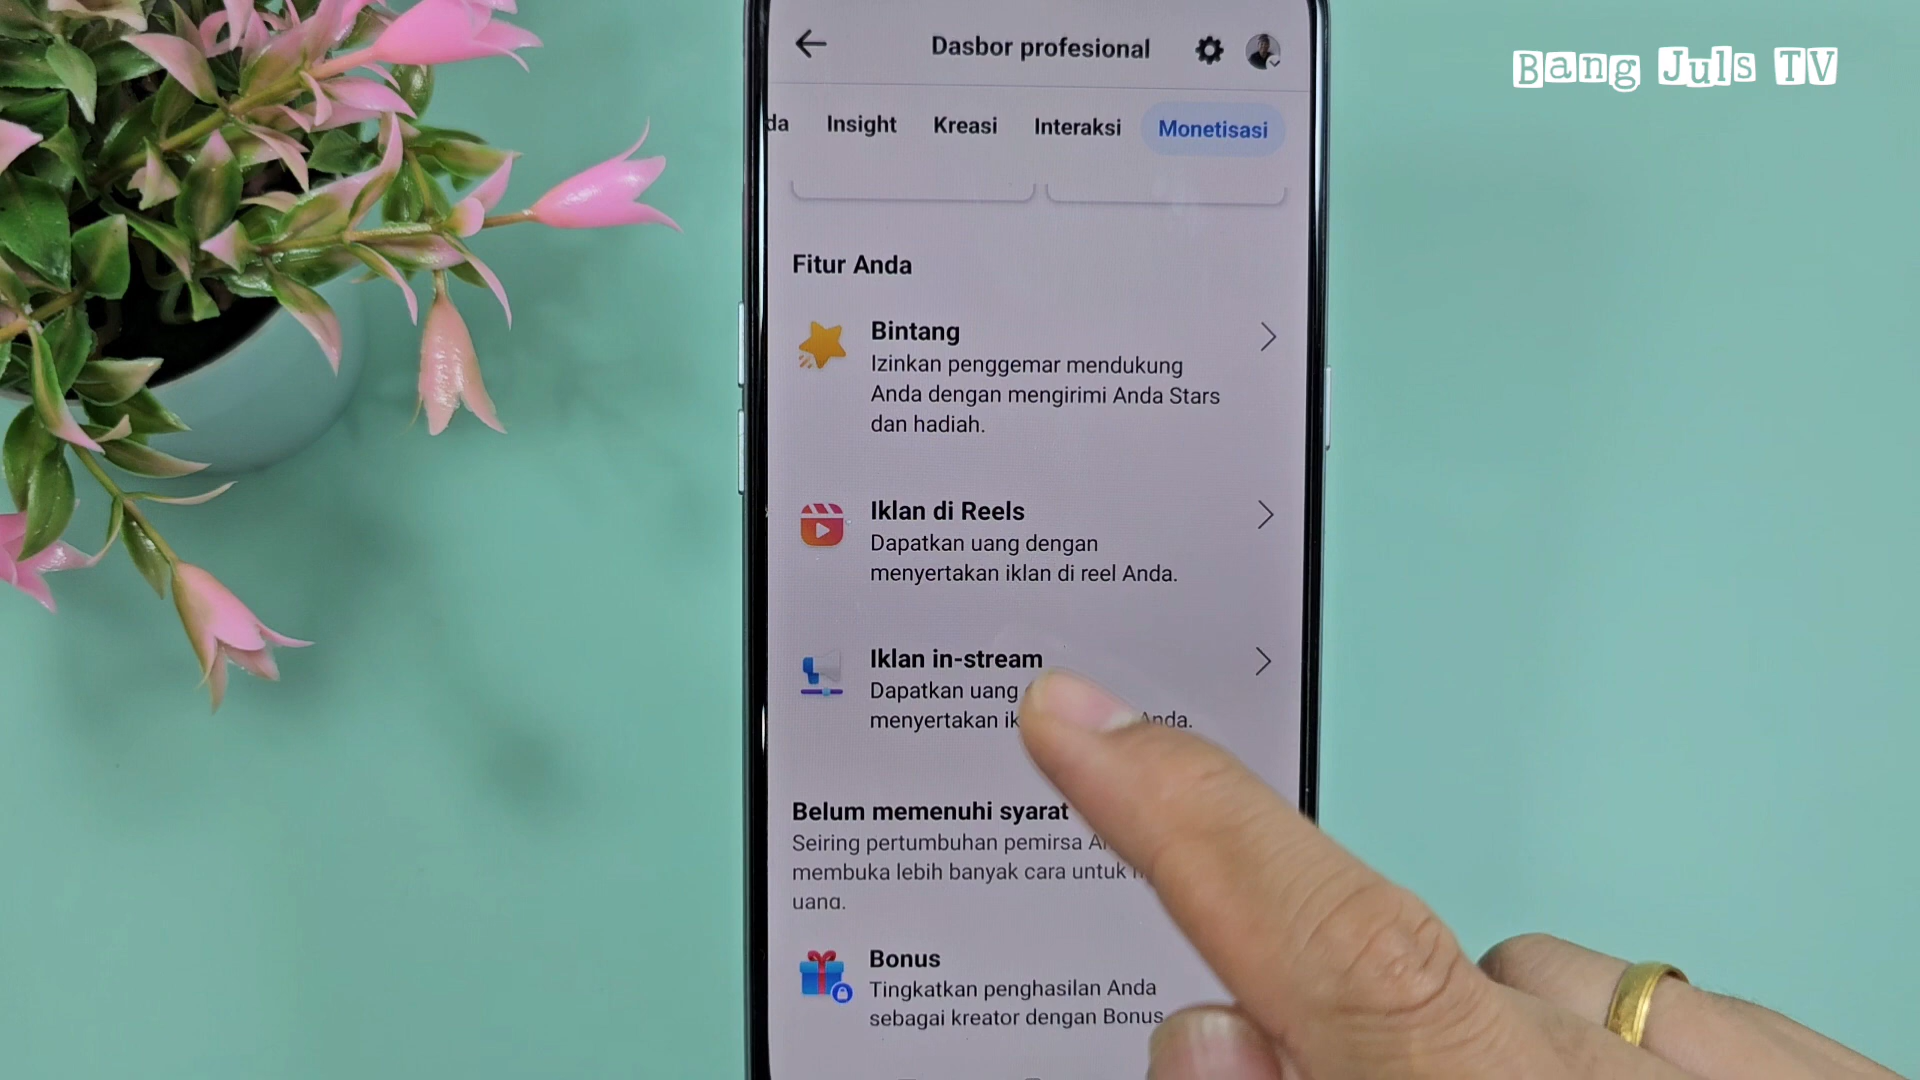 Bang Juls TV
Dasbor profesional
da Insight Kreasi Interaksi Monetisasi
Fitur Anda
Bintang
Izinkan penggemar mendukung
Anda dengan mengirimi Anda Stars
dan hadiah.
Iklan di Reels
Dapatkan uang dengan
menyertakan iklan di reel Anda.
Iklan in-stream
Dapatkan uang
menyertakan ik Anda.
Belum memenuhi syarat
Seiring pertumbuhan pemirsa A
membuka lebih banyak cara untuk
uang.
Bonus
Tingkatkan penghasilan Anda
sebagai kreator dengan Bonus